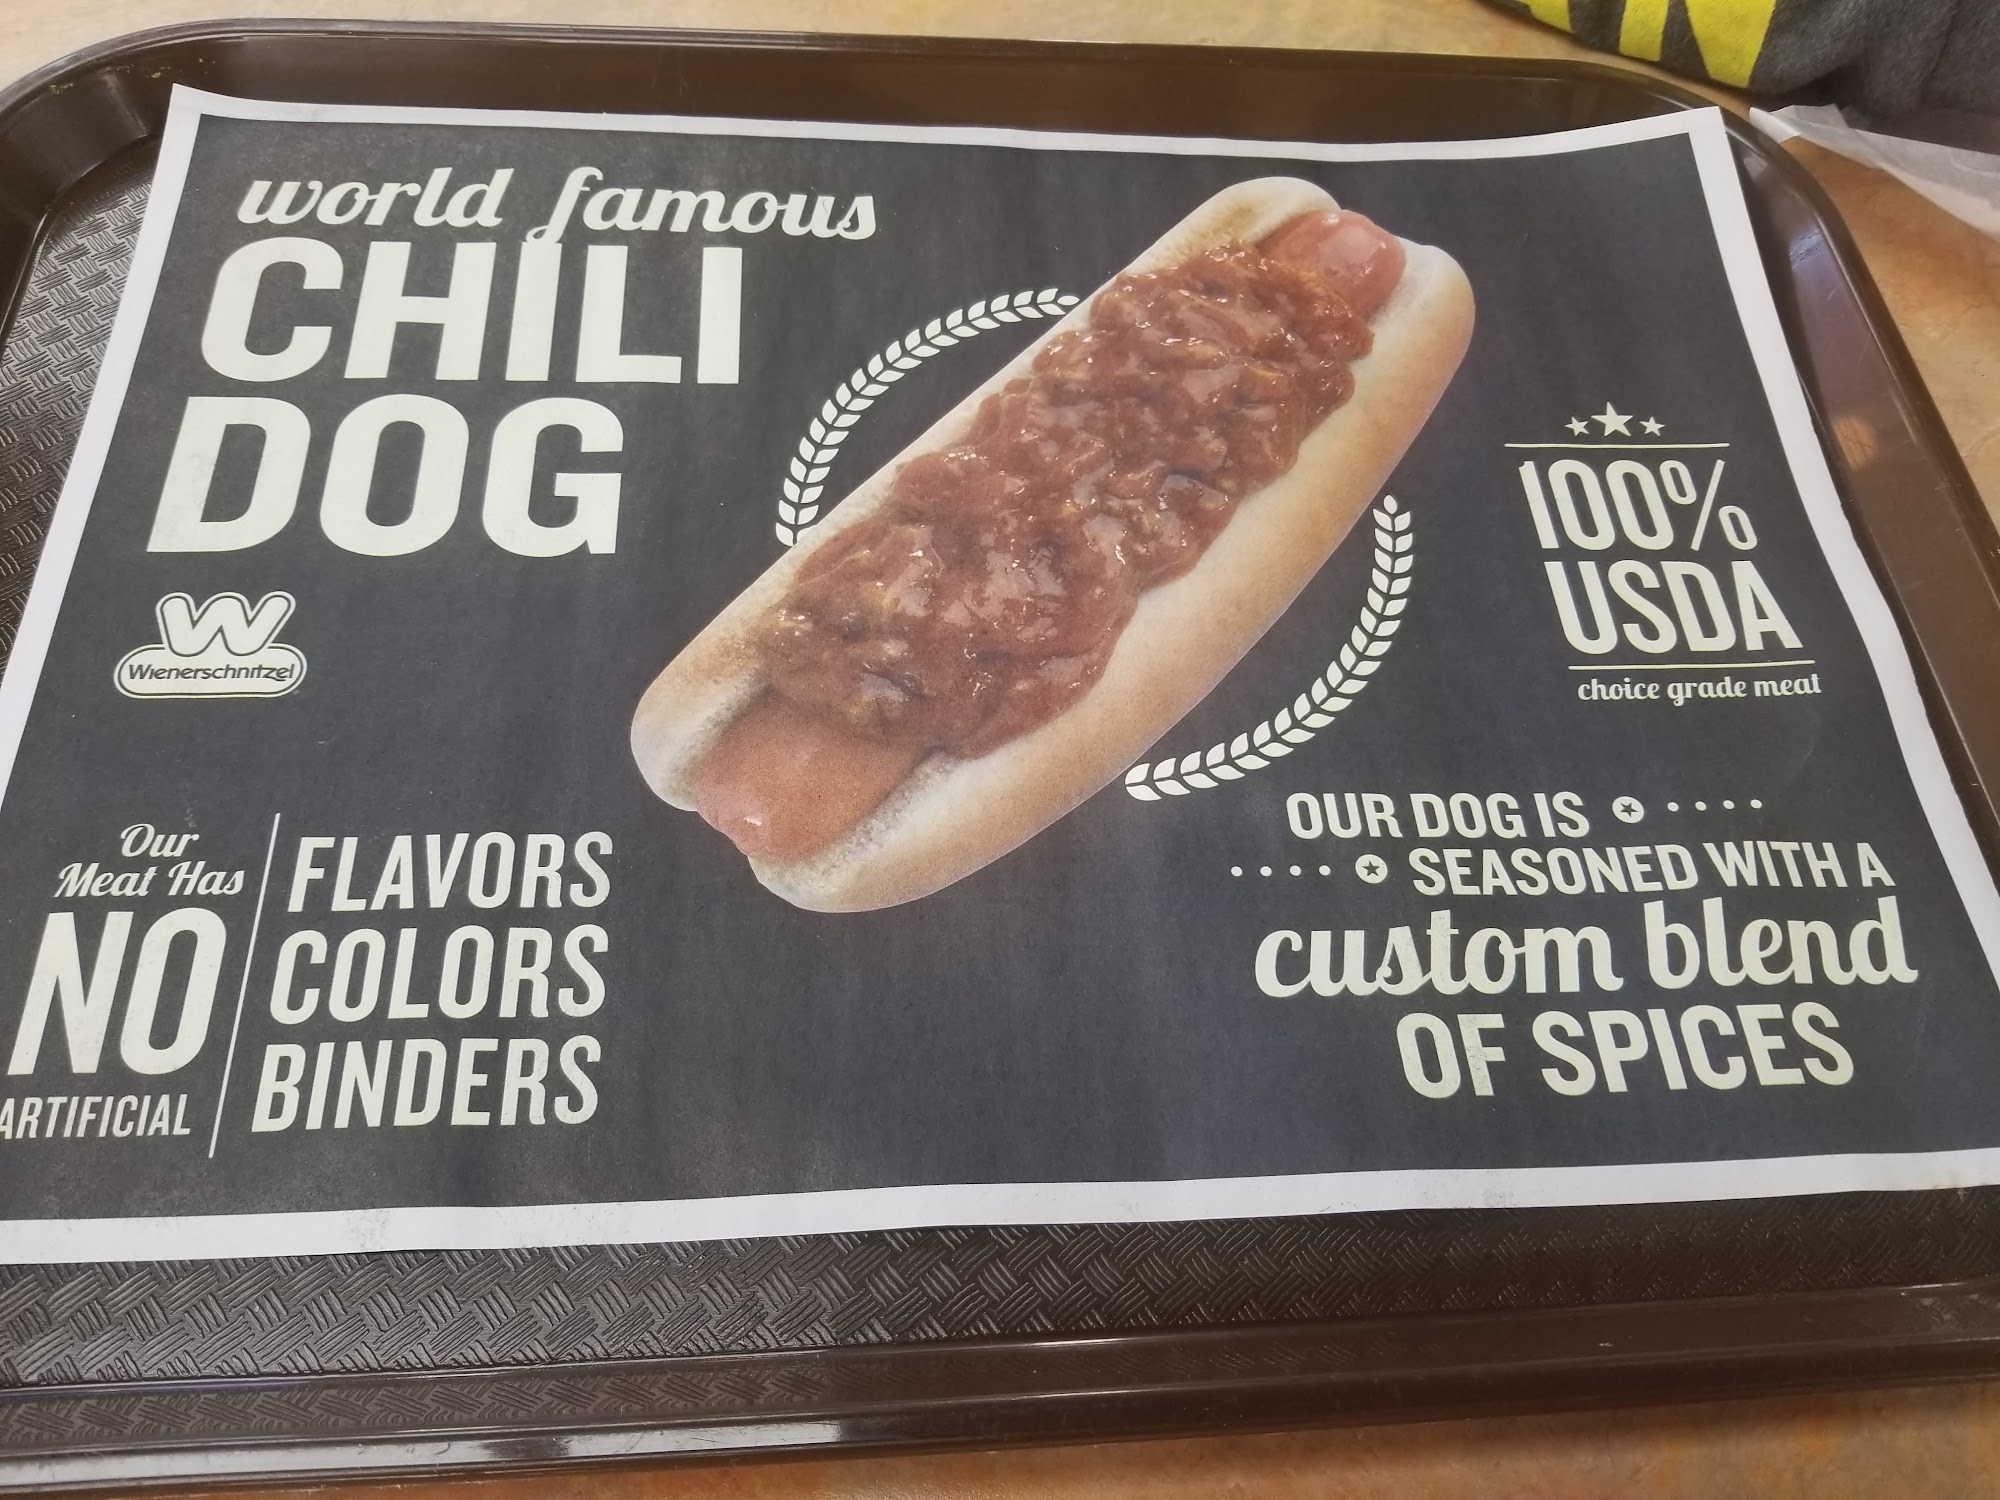 world famous
CHILI
DOG
W
Wienerschnitzel
100%
USDA
choice grade meat
Our
Meat Has
NO
ARTIFICIAL
FLAVORS
COLORS
BINDERS
OUR DOG IS
SEASONED WITH A
custom blend
OF SPICES